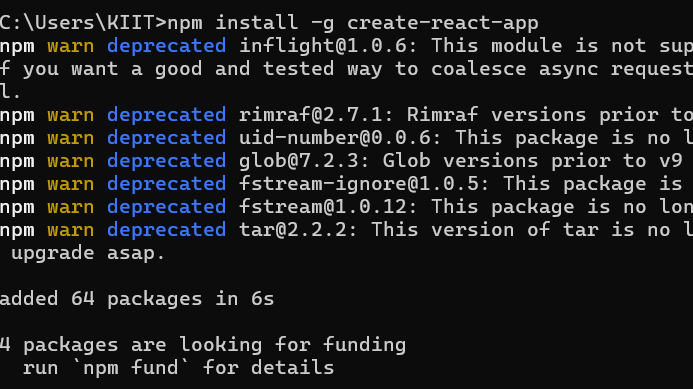 C:\Users\KIIT>npm install -g create-react-app
npm warn deprecated inflight@1.0.6: This module is not sup
f you want a good and tested way to coalesce async request
l.
npm warn deprecated rimraf@2.7.1: Rimraf versions prior to
npm warn deprecated uid-number@0.0.6: This package is no l
npm warn deprecated glob@7.2.3: Glob versions prior to v9
npm warn deprecated fstream-ignore@1.0.5: This package is
npm warn deprecated fstream@1.0.12: This package is no lon
npm warn deprecated tar@2.2.2: This version of tar is no l
upgrade asap.
added 64 packages in 6s
4 packages are looking for funding
run `npm fund` for details